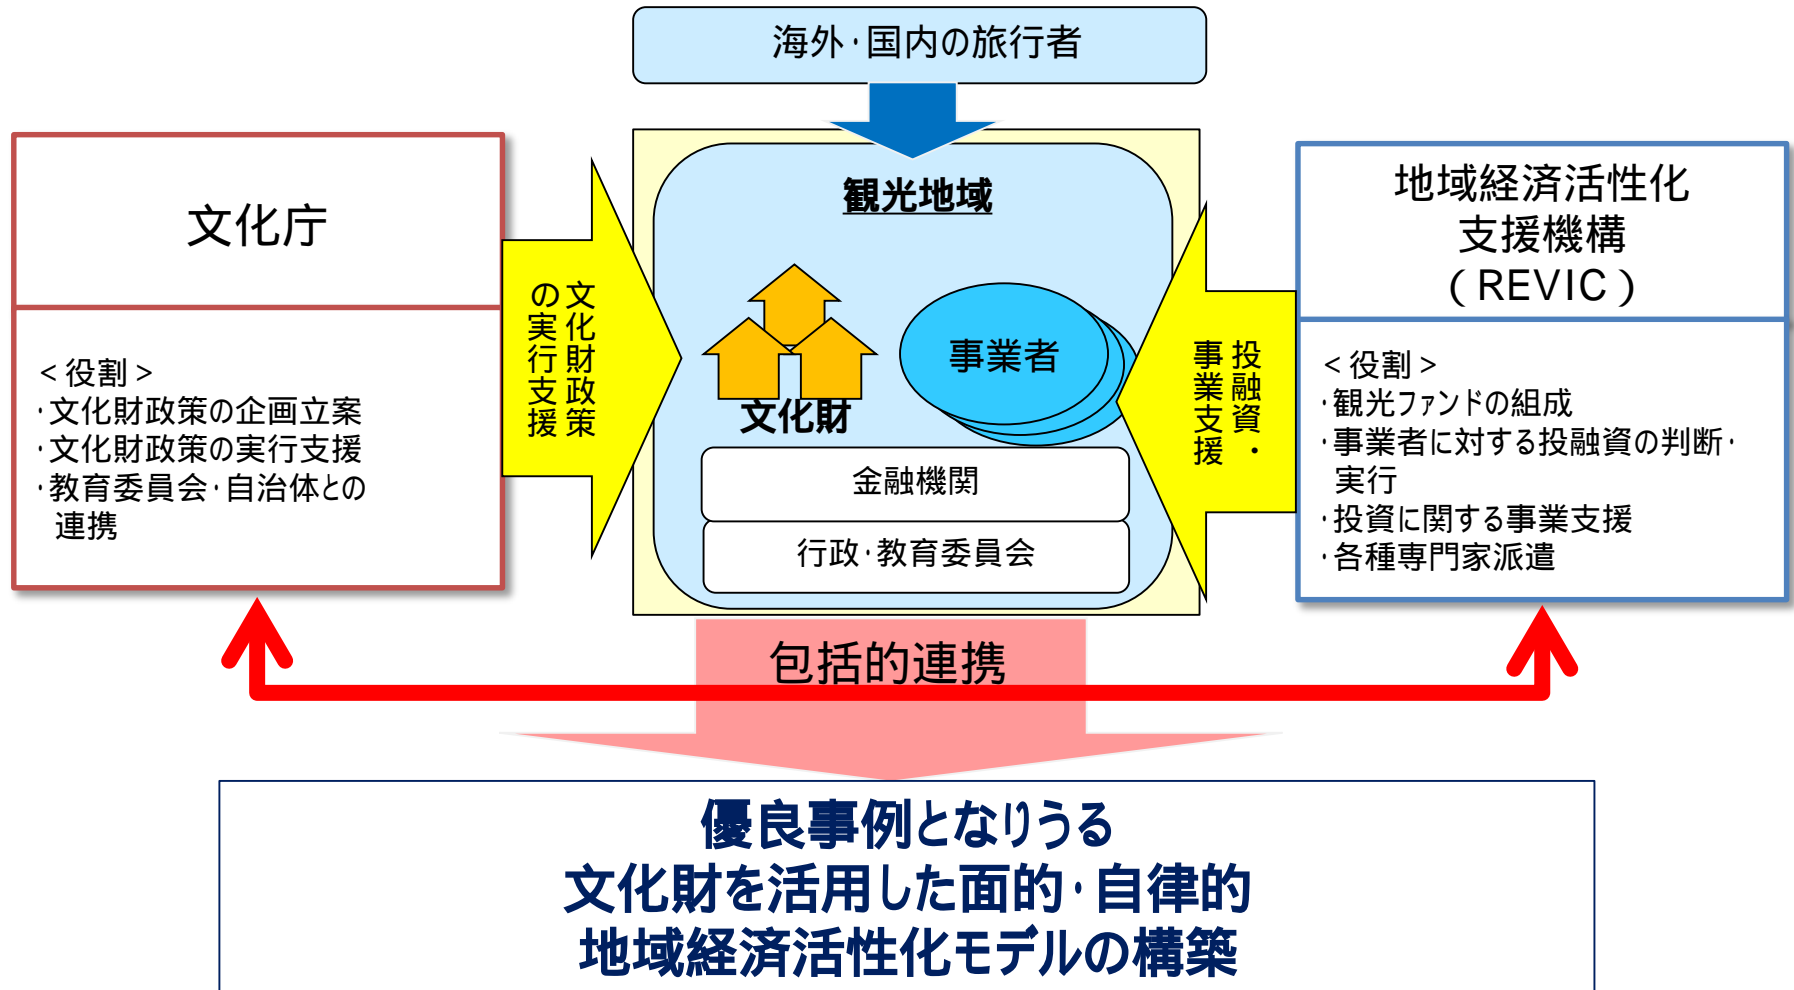 海外・国内の旅行者
文化庁
<役割>
・文化財政策の企画立案
・文化財政策の実行支援
・教育委員会・自治体との
連携
文化財政策
の実行支援
観光地域
文化財
事業者
金融機関
行政・教育委員会
投融資・
事業支援
地域経済活性化
支援機構
(REVIC)
<役割>
・観光ファンドの組成
・事業者に対する投融資の判断・
実行
・投資に関する事業支援
・各種専門家派遣
包括的連携
優良事例となりうる
文化財を活用した面的・自律的
地域経済活性化モデルの構築